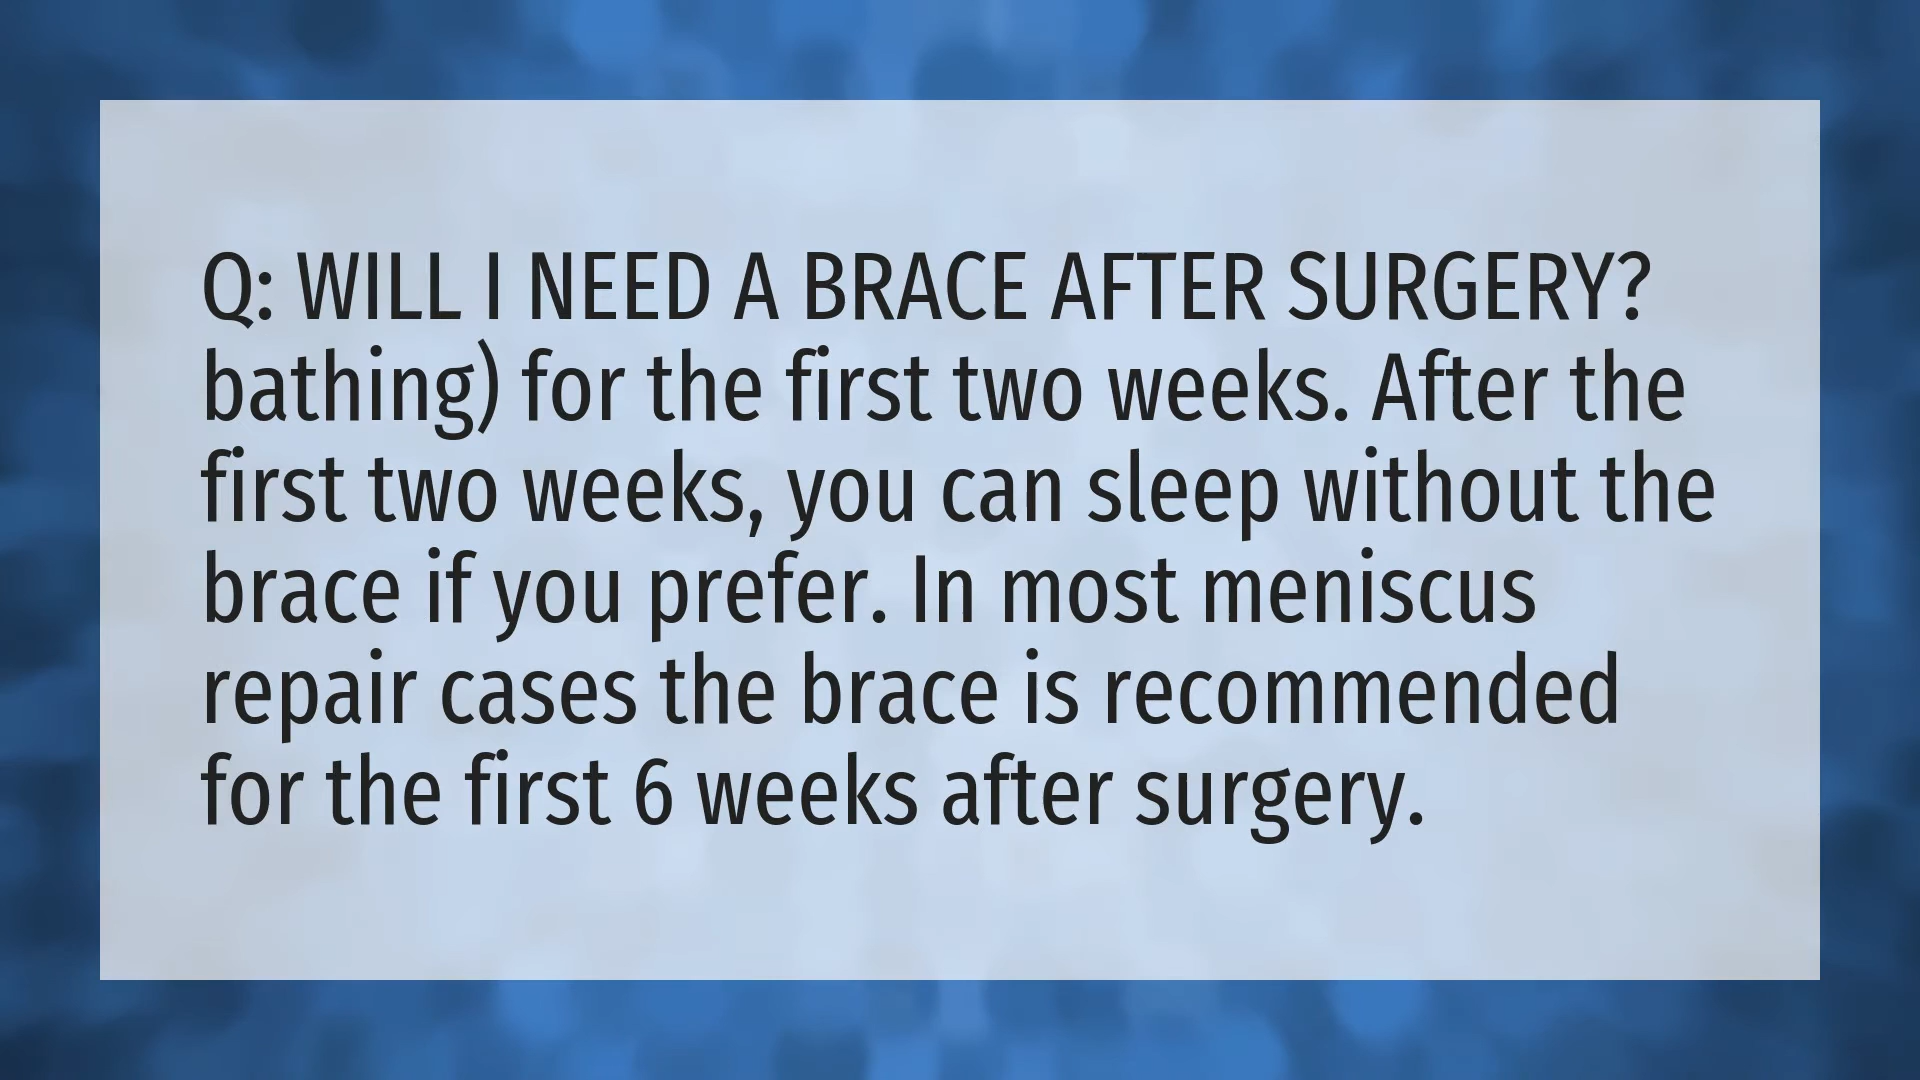 Q: WILL I NEED A BRACE AFTER SURGERY?
bathing) for the first two weeks. After the
first two weeks, you can sleep without the
brace if you prefer. In most meniscus
repair cases the brace is recommended
for the first 6 weeks after surgery.